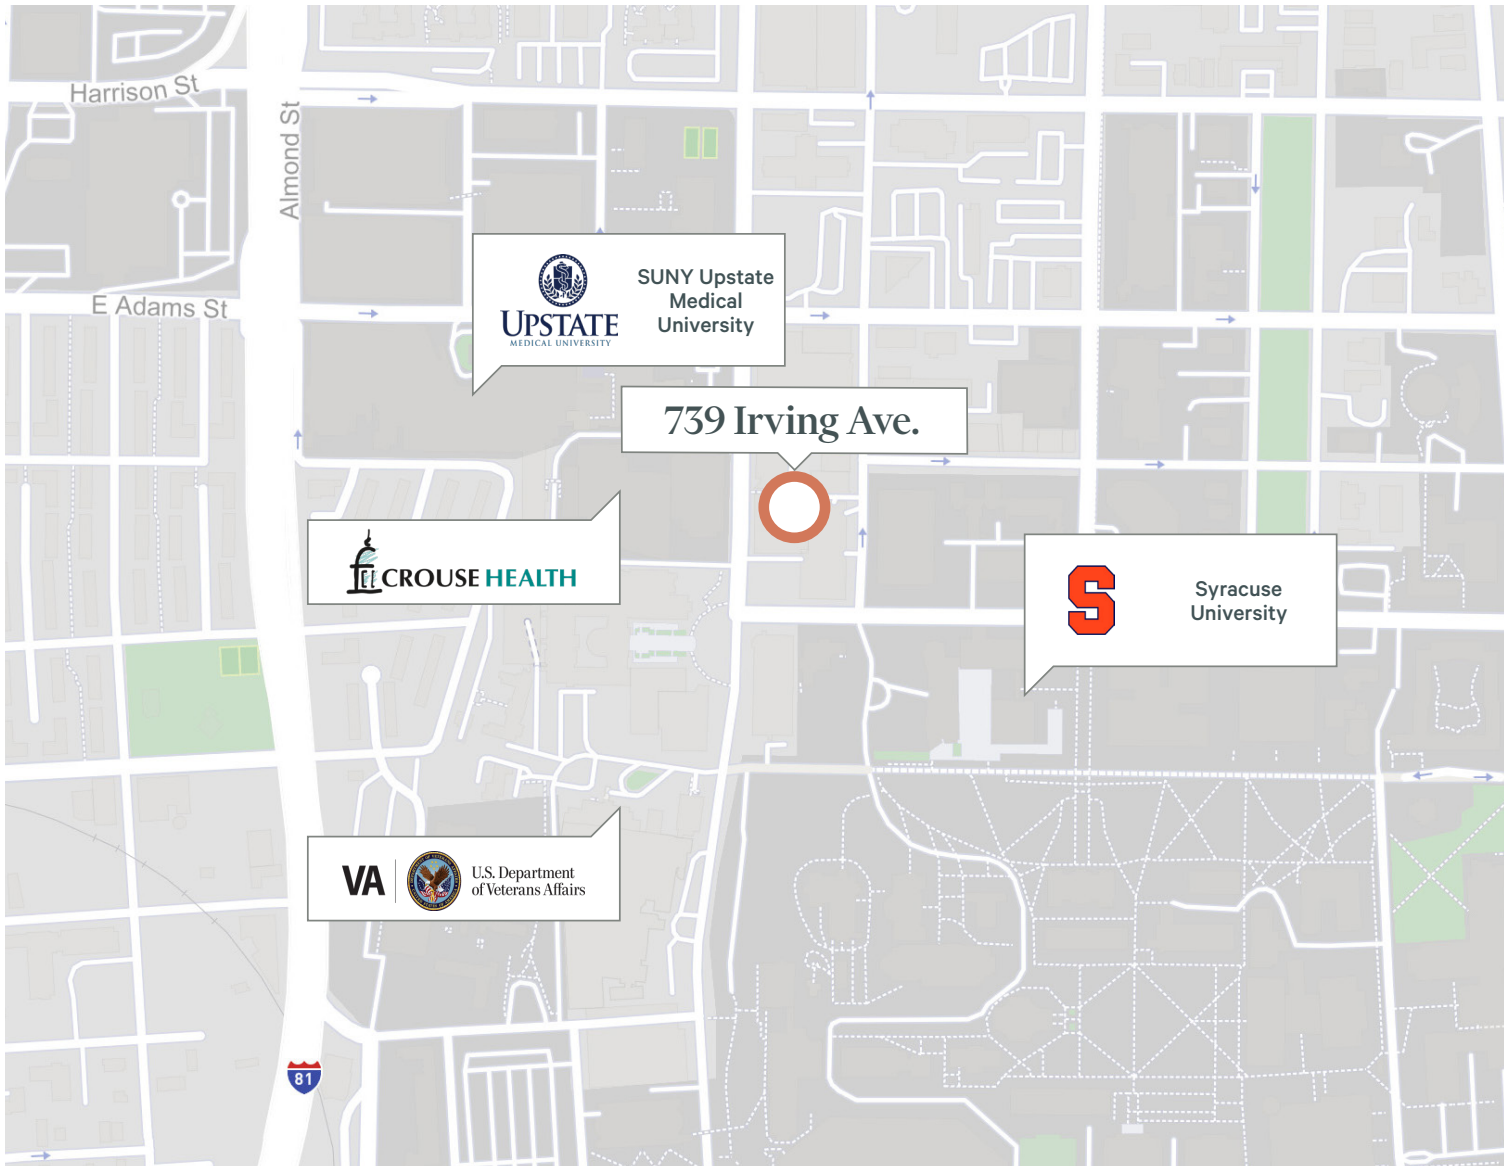 Harrison St
Almond St
E Adams St
UPSTATE
MEDICAL UNIVERSITY
SUNY Upstate
Medical
University
739 Irving Ave.
CROUSE HEALTH
S
Syracuse
University
VA
U.S. Department
of Veterans Affairs
81